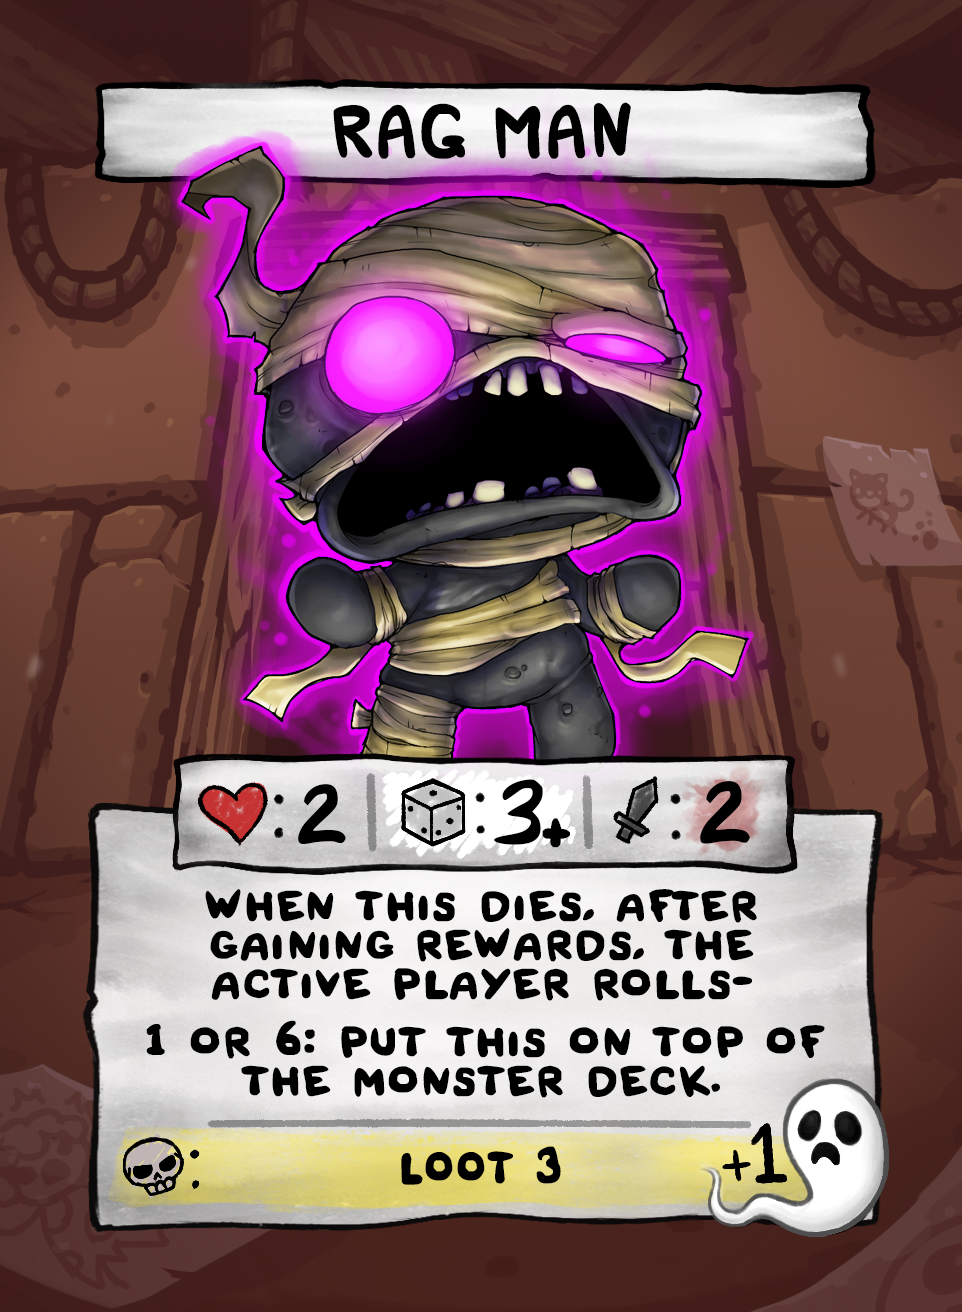 RAG MAN
: 2 : 3+ : 2
WHEN THIS DIES, AFTER
GAINING REWARDS, THE
ACTIVE PLAYER ROLLS-
1 OR 6: PUT THIS ON TOP OF
THE MONSTER DECK.
: LOOT 3 +1